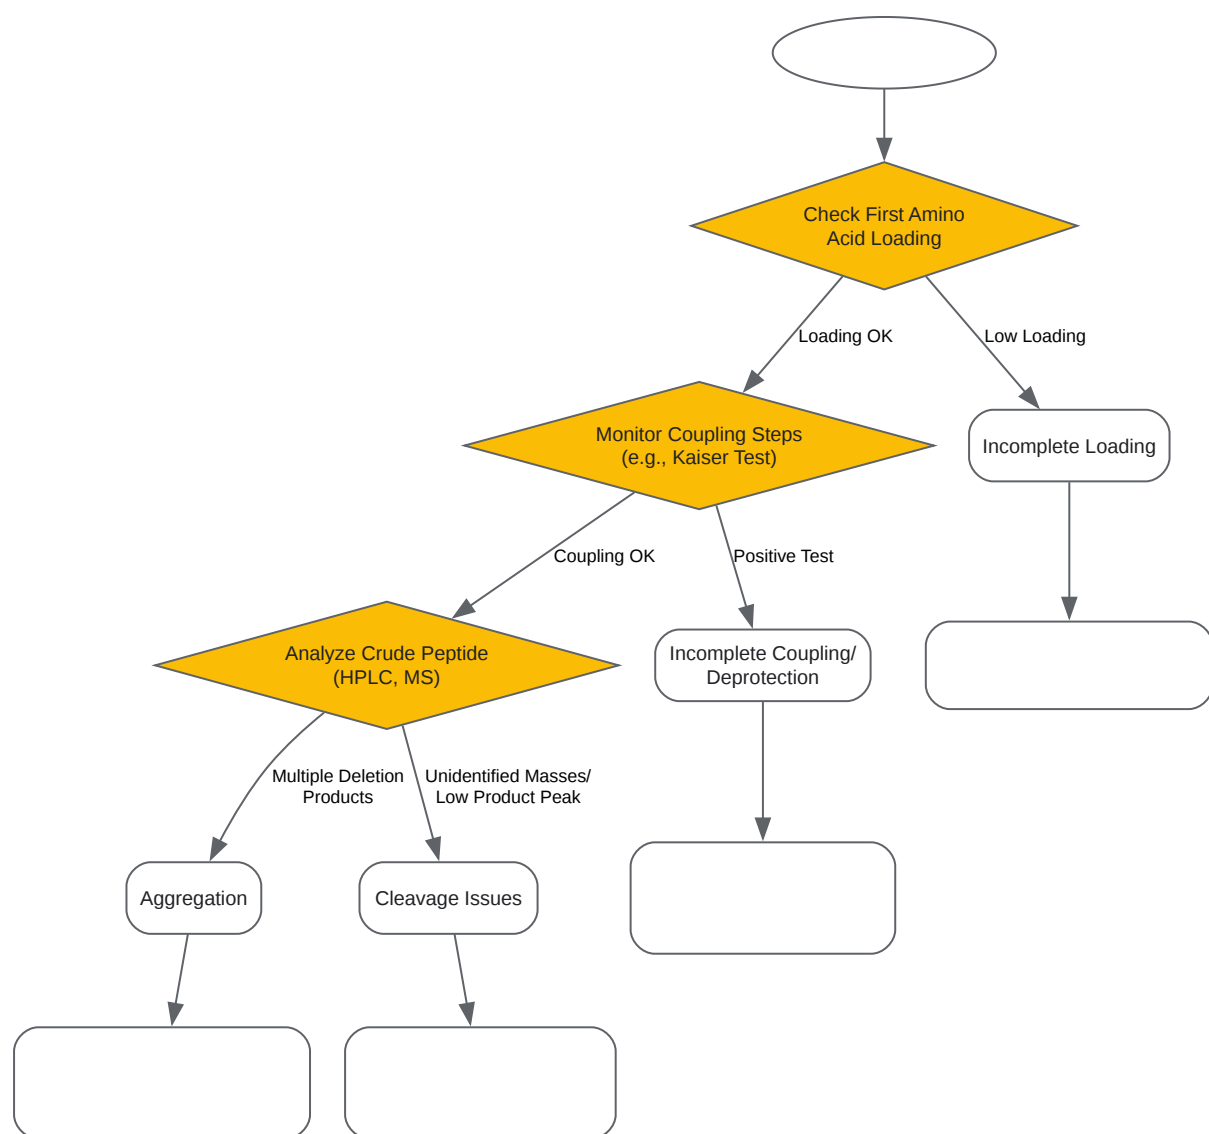 Check First Amino
Acid Loading
Loading OK
Low Loading
Monitor Coupling Steps
(e.g., Kaiser Test)
Incomplete Loading
Coupling OK
Positive Test
Analyze Crude Peptide
(HPLC, MS)
Incomplete Coupling/
Deprotection
Multiple Deletion
Products
Unidentified Masses/
Low Product Peak
Aggregation
Cleavage Issues